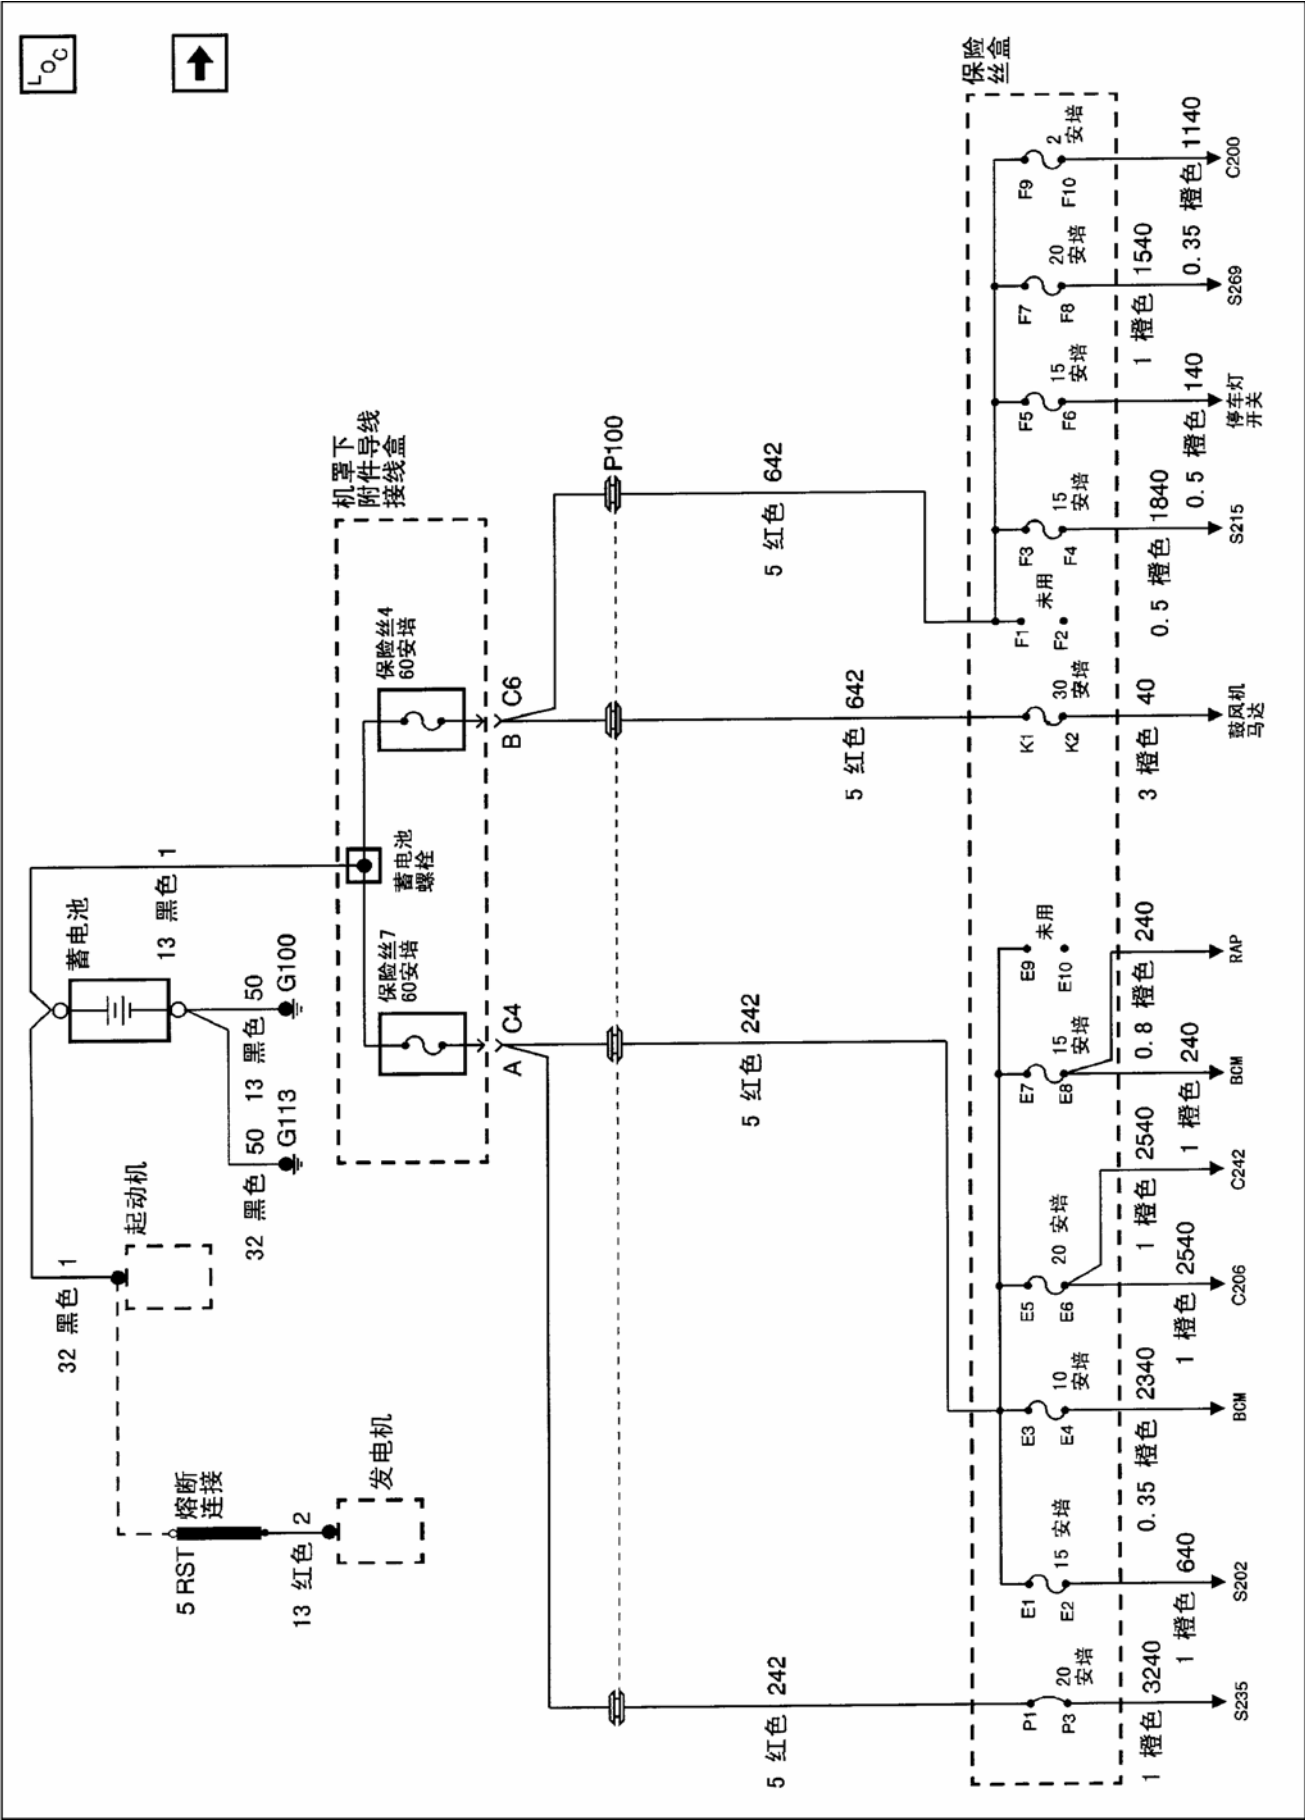 LOC
蓄电池
13 黑色 1
32 黑色 1
起动机
13 黑色 50
G100
32 黑色 50
G113
5 RST
熔断
连接
13 红色 2
发电机
机罩下
附件导线
接线盒
保险丝7
60安培
蓄电池
螺栓
保险丝4
60安培
A C4
B C6
P100
5 红色 242
5 红色 242
5 红色 642
5 红色 642
保险
丝盒
P1
P3
20
安培
1 橙色 3240
S235
E1
E2
15 安培
1 橙色 640
S202
E3
E4
10
安培
0.35 橙色 2340
BCM
E5
E6
20 安培
1 橙色 2540
C206
1 橙色 2540
C242
E7
E8
15
安培
1 橙色 240
BCM
0.8 橙色 240
RAP
E9
E10
未用
K1
K2
30
安培
3 橙色 40
鼓风机
马达
F1
F2
未用
F3
F4
15
安培
0.5 橙色 1840
S215
F5
F6
15
安培
0.5 橙色 140
停车灯
开关
F7
F8
20
安培
1 橙色 1540
S269
F9
F10
2
安培
0.35 橙色 1140
C200